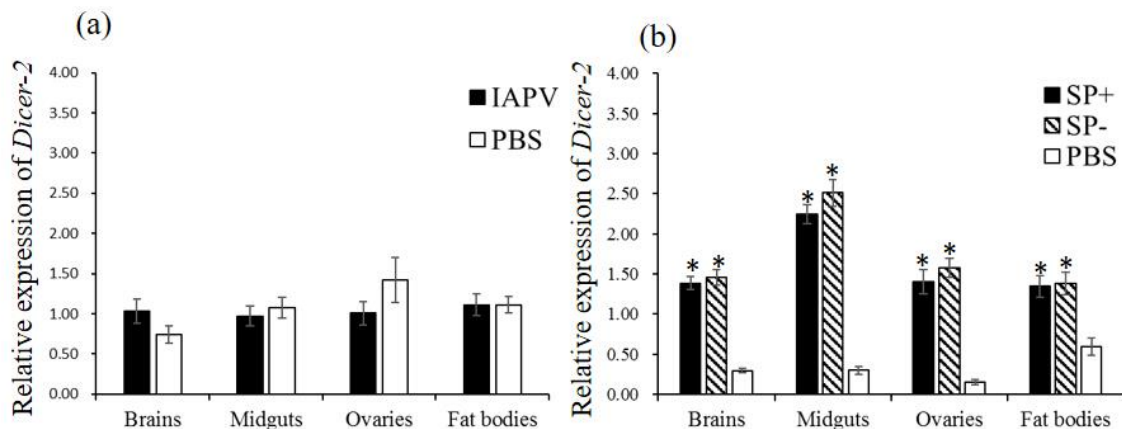 (a)
Relative expression of Dicer-2
4.00
3.50
3.00
2.50
2.00
1.50
1.00
0.50
0.00
IAPV
PBS
Brains Midguts Ovaries Fat bodies
(b)
Relative expression of Dicer-2
4.00
3.50
3.00
2.50
2.00
1.50
1.00
0.50
0.00
SP+
SP-
PBS
* *
* *
* *
* *
Brains Midguts Ovaries Fat bodies